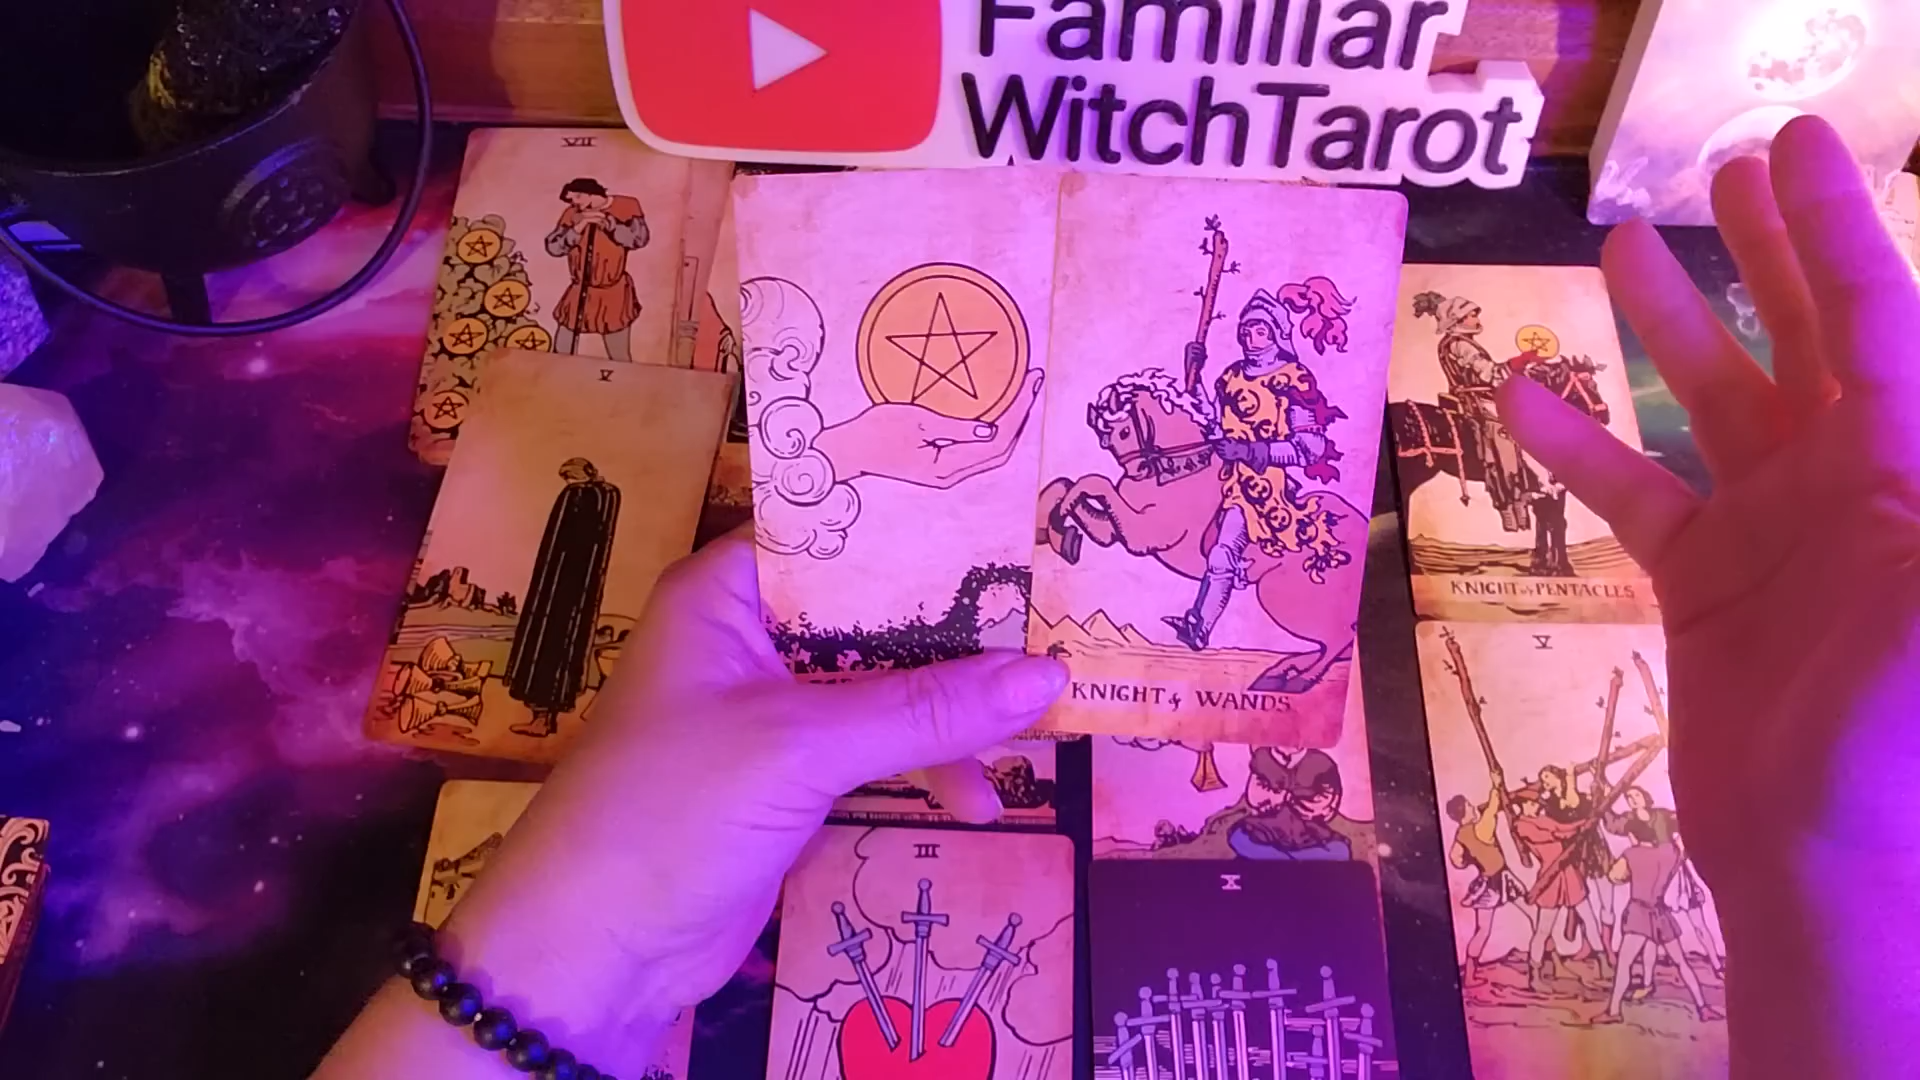 Familiar
WitchTarot
VII
V
KNIGHT of WANDS
KNIGHT of PENTACLES
V
III
X